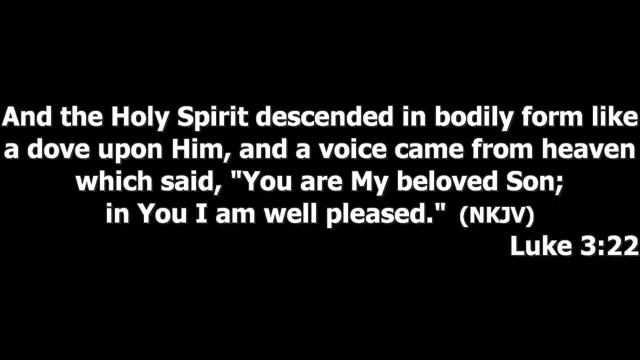 And the Holy Spirit descended in bodily form like
a dove upon Him, and a voice came from heaven
which said, "You are My beloved Son;
in You I am well pleased." (NKJV)
Luke 3:22